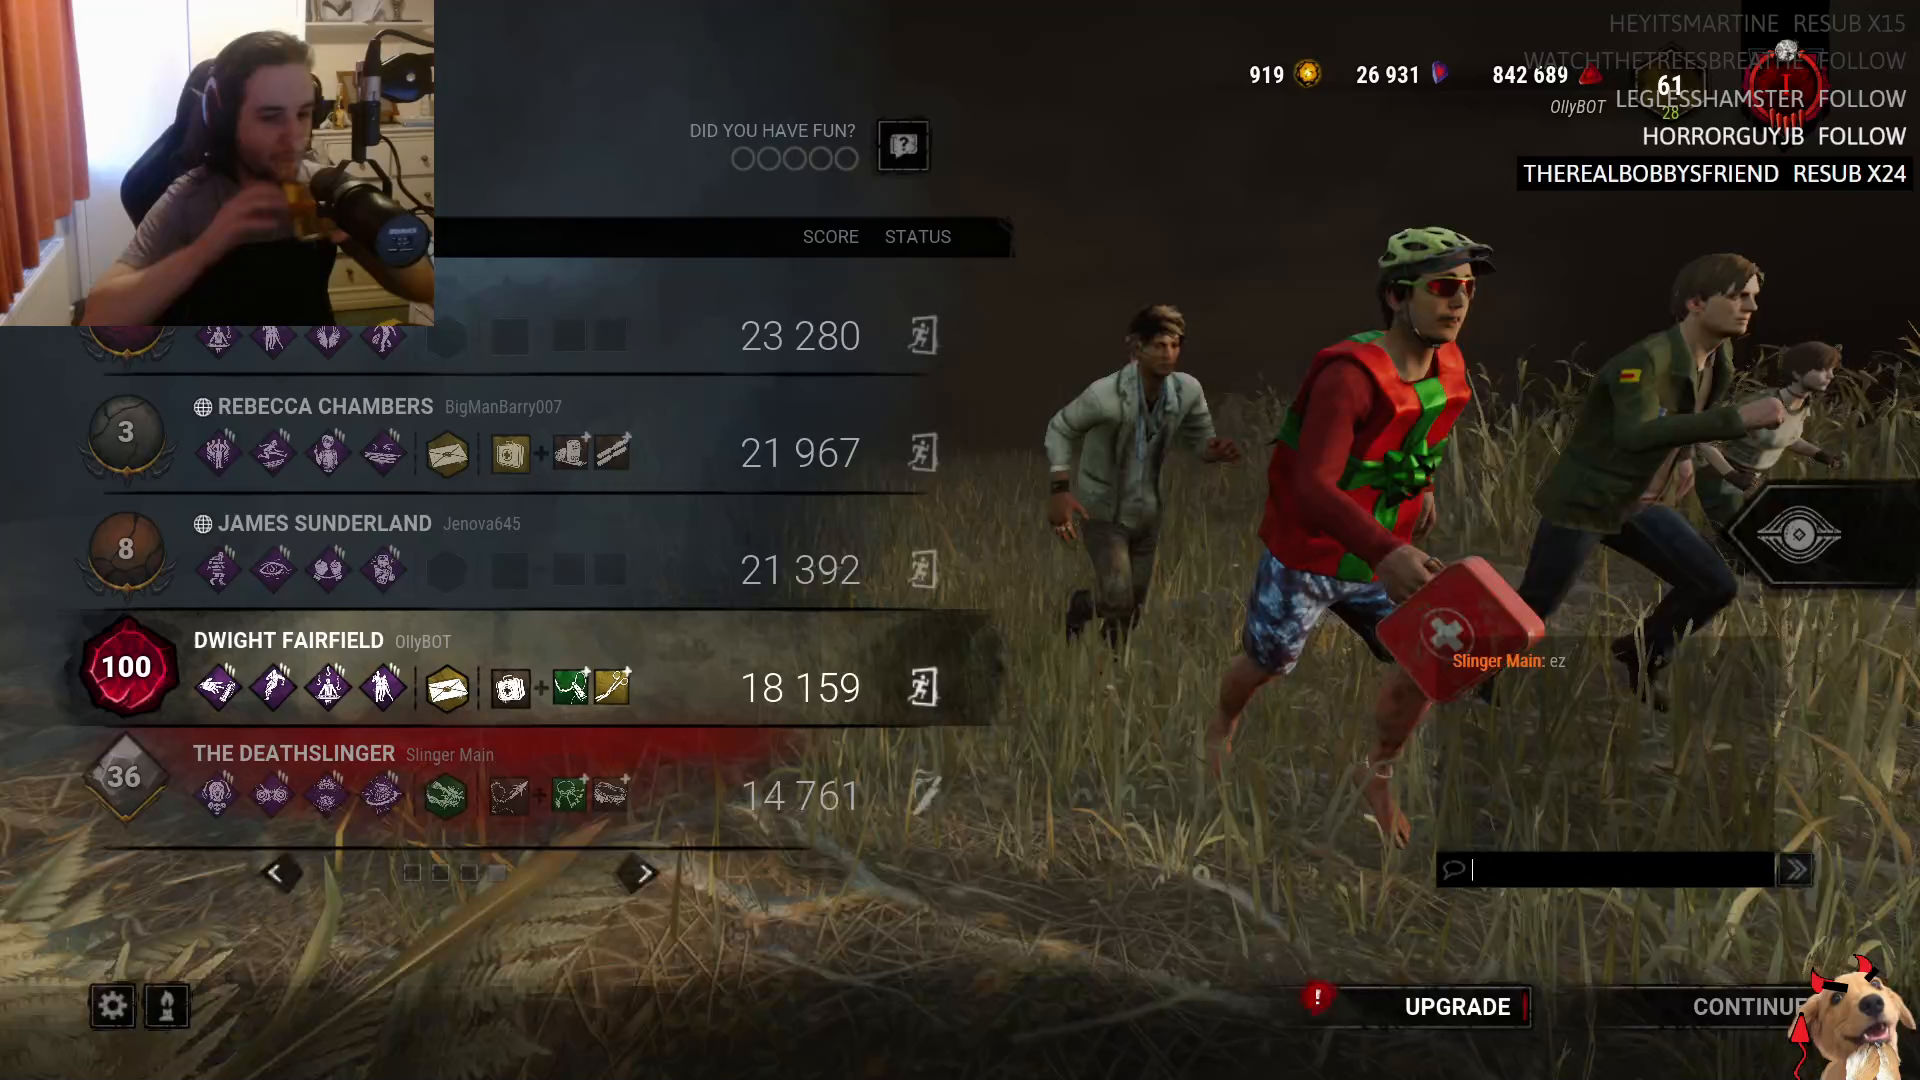 HEYITSMARTINE RESUB X15
WATCHTHETREESBREATHE FOLLOW
919 26 931 842 689 61
28
OllyBOT LEGLESSHAMSTER FOLLOW
HORRORGUYJB FOLLOW
THEREALBOBBYSFRIEND RESUB X24
DID YOU HAVE FUN?
SCORE STATUS
23 280
3 REBECCA CHAMBERS BigManBarry007 21 967
8 JAMES SUNDERLAND Jenova645 21 392
100 DWIGHT FAIRFIELD OllyBOT 18 159
36 THE DEATHSLINGER Slinger Main 14 761
Slinger Main: ez
UPGRADE
CONTINUE